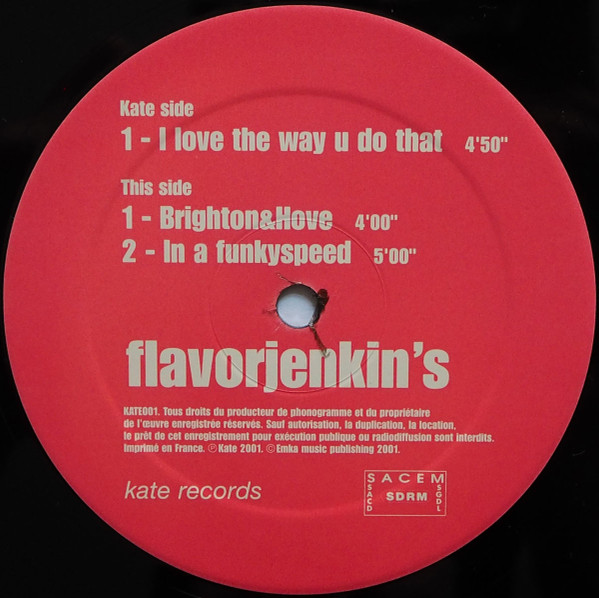 Kate side
1 - I love the way u do that 4'50"
This side
1 - Brighton&Hove 4'00"
2 - In a funkyspeed 5'00"
flavorjenkin's
KATE001. Tous droits du producteur de phonogramme et du propriétaire
de l'œuvre enregistrée réservés. Sauf autorisation, la duplication, la location,
le prêt de cet enregistrement pour exécution publique ou radiodiffusion sont interdits.
Imprimé en France. ℗ Kate 2001. © Emka music publishing 2001.
kate records
SACEM
SACD
SDRM
SGDL